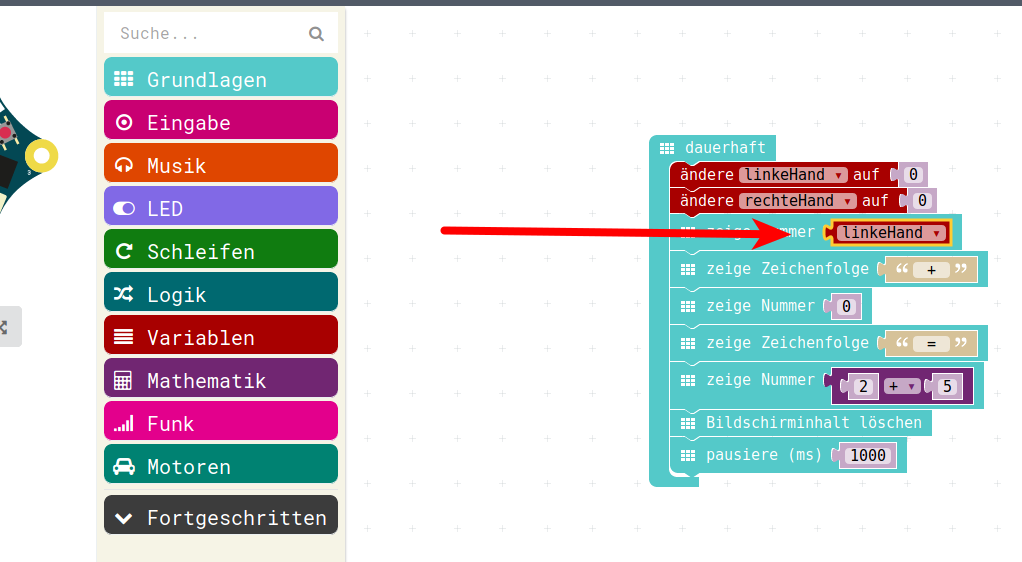 Suche...
Grundlagen
Eingabe
Musik
LED
Schleifen
Logik
Variablen
Mathematik
Funk
Motoren
Fortgeschritten
dauerhaft
ändere linkeHand auf 0
ändere rechteHand auf 0
zeige Nummer linkeHand
zeige Zeichenfolge “ + ”
zeige Nummer 0
zeige Zeichenfolge “ = ”
zeige Nummer 2 + 5
Bildschirminhalt löschen
pausiere (ms) 1000